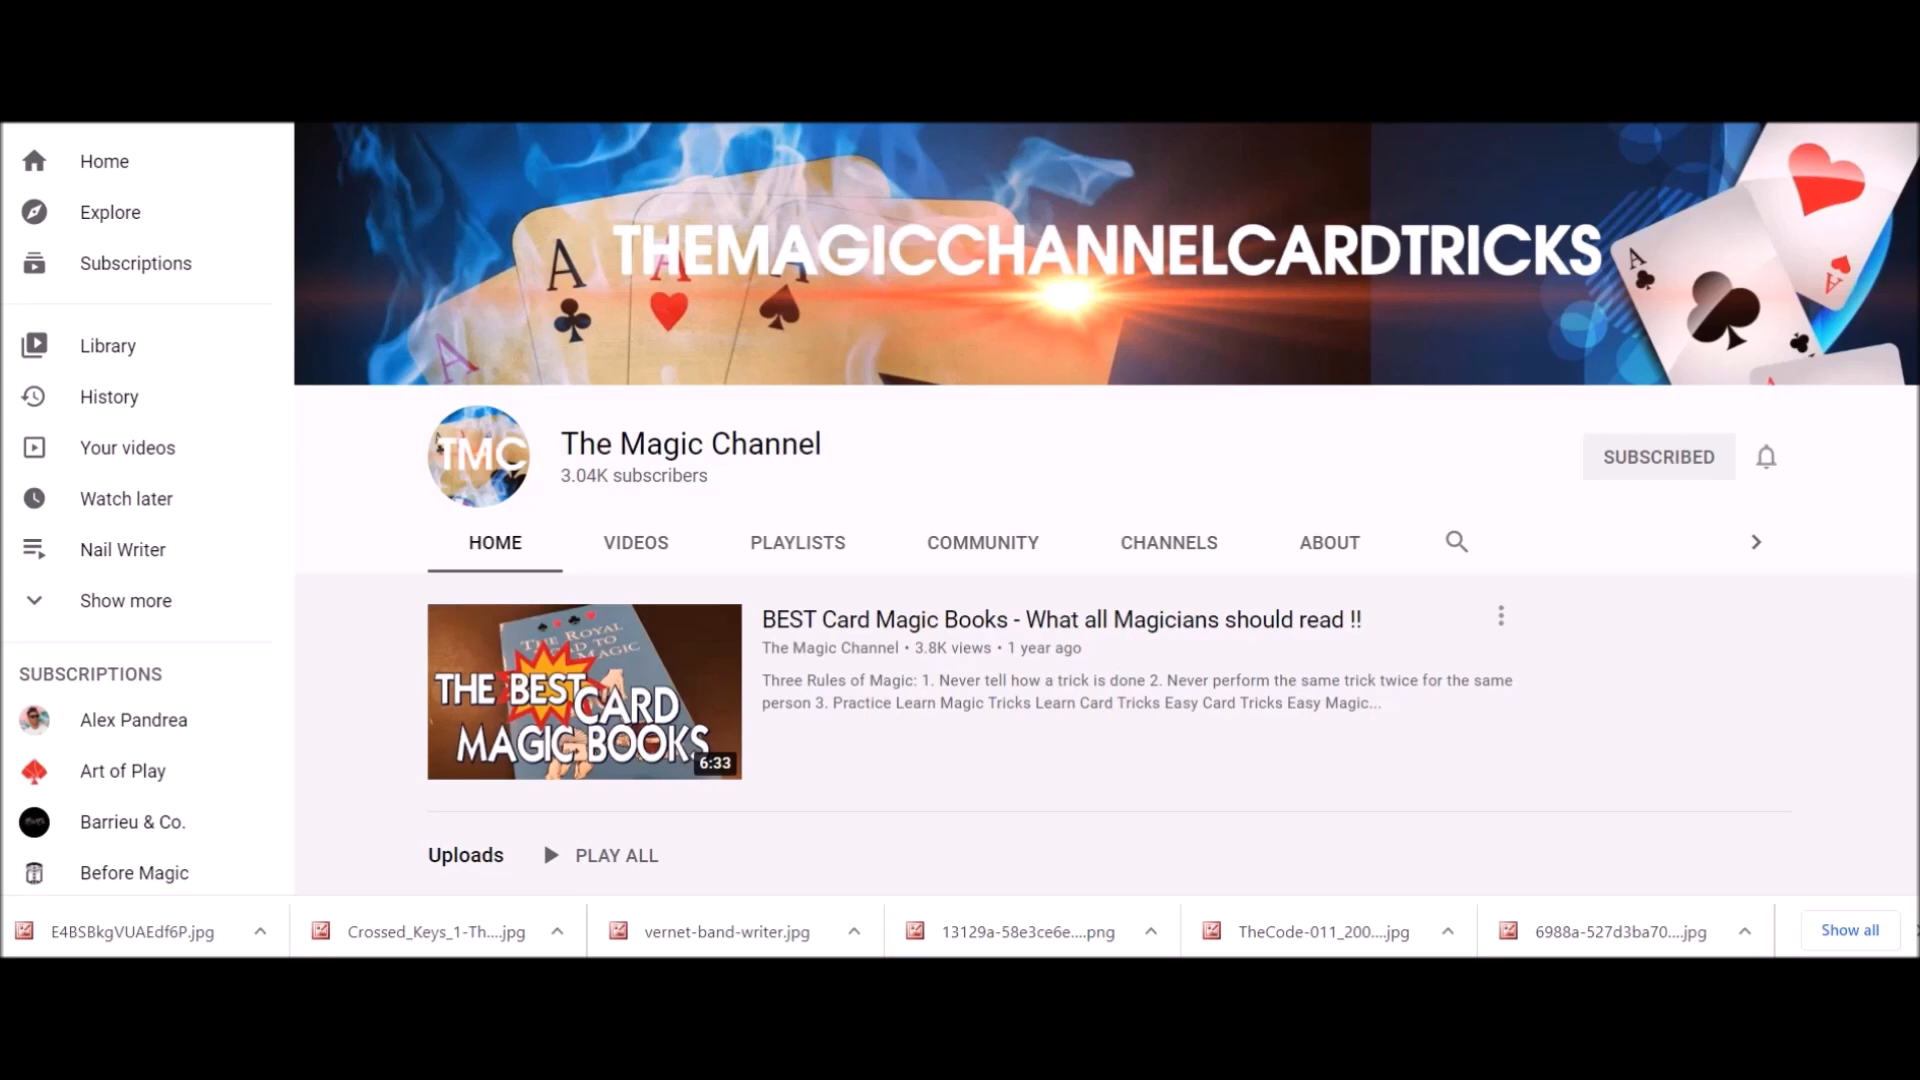 Home
Explore
Subscriptions
Library
History
Your videos
Watch later
Nail Writer
Show more
SUBSCRIPTIONS
Alex Pandrea
Art of Play
Barrieu & Co.
Before Magic
A
A
A
A
THEMAGICCHANNELCARDTRICKS
A
A
TMC
The Magic Channel
3.04K subscribers
SUBSCRIBED
HOME VIDEOS PLAYLISTS COMMUNITY CHANNELS ABOUT
THE ROYAL
ROAD TO
MAGIC
THE BEST
CARD
MAGIC BOOKS
6:33
BEST Card Magic Books - What all Magicians should read !!
The Magic Channel • 3.8K views • 1 year ago
Three Rules of Magic: 1. Never tell how a trick is done 2. Never perform the same trick twice for the same
person 3. Practice Learn Magic Tricks Learn Card Tricks Easy Card Tricks Easy Magic...
Uploads PLAY ALL
E4BSBkgVUAEdf6P.jpg Crossed_Keys_1-Th....jpg vernet-band-writer.jpg 13129a-58e3ce6e....png TheCode-011_200....jpg 6988a-527d3ba70....jpg Show all